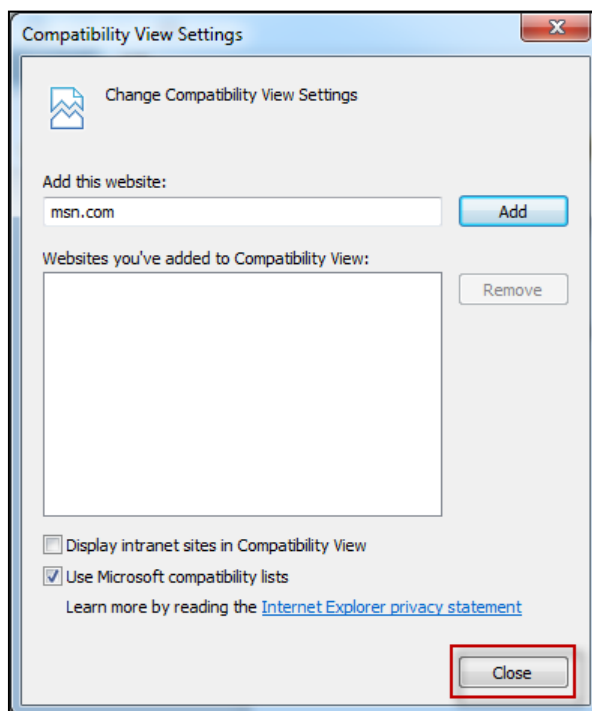 Compatibility View Settings
Change Compatibility View Settings
Add this website:
msn.com
Add
Websites you've added to Compatibility View:
Remove
Display intranet sites in Compatibility View
Use Microsoft compatibility lists
Learn more by reading the Internet Explorer privacy statement
Close